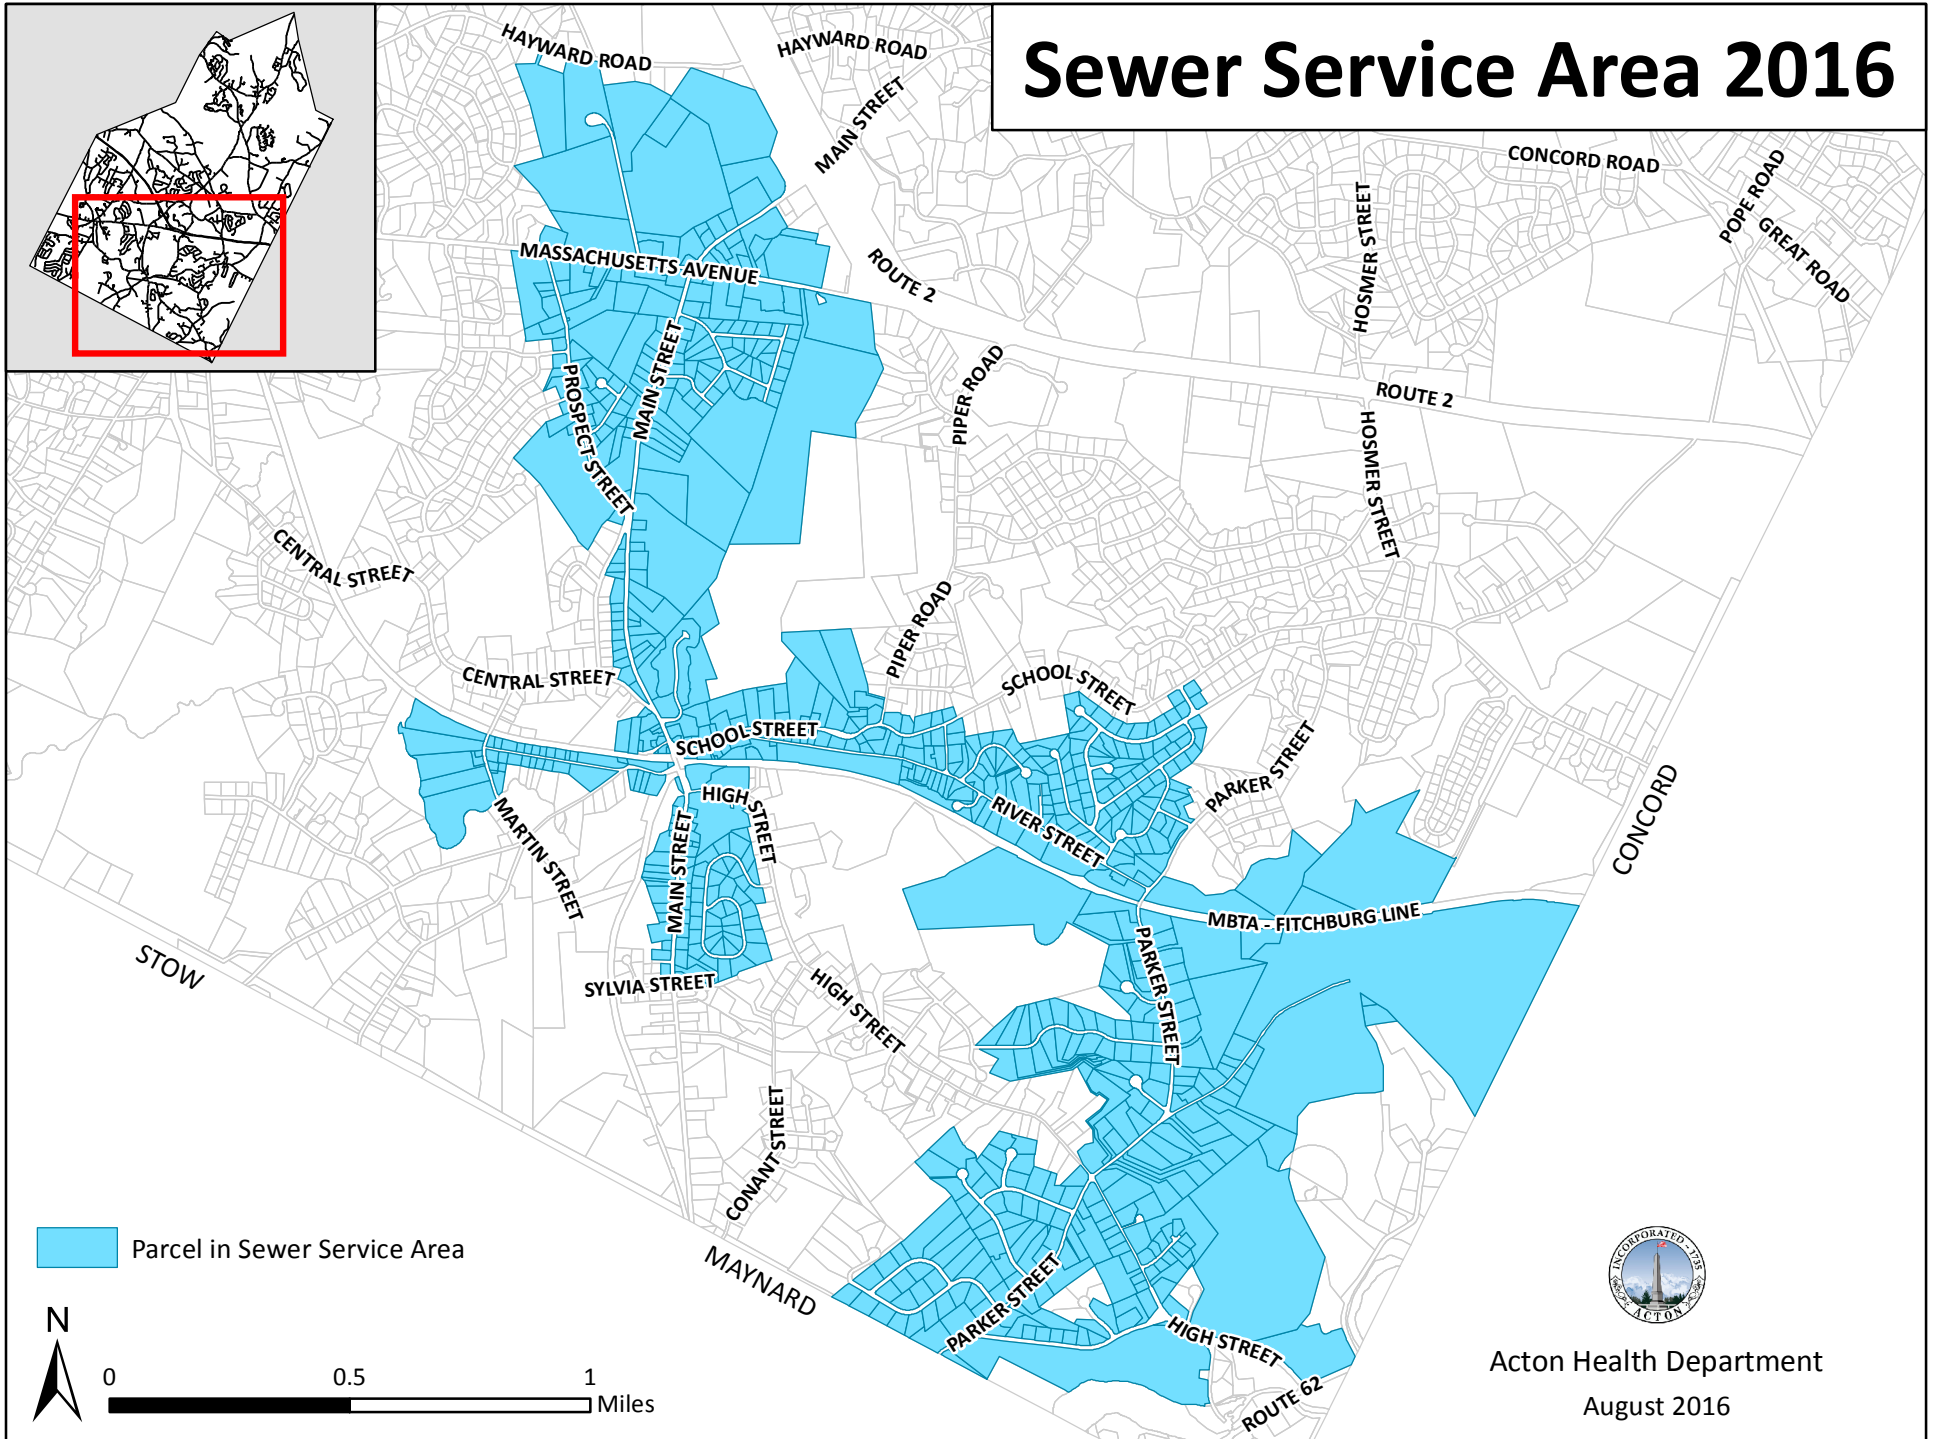 Sewer Service Area 2016
HAYWARD ROAD
HAYWARD ROAD
MAIN STREET
CONCORD ROAD
POPE ROAD
GREAT ROAD
HOSMER STREET
MASSACHUSETTS AVENUE
ROUTE 2
MAIN STREET
PROSPECT STREET
PIPER ROAD
ROUTE 2
HOSMER STREET
CENTRAL STREET
PIPER ROAD
CENTRAL STREET
SCHOOL STREET
SCHOOL STREET
PARKER STREET
CONCORD
HIGH STREET
MARTIN STREET
MAIN STREET
RIVER STREET
MBTA - FITCHBURG LINE
STOW
SYLVIA STREET
HIGH STREET
PARKER STREET
CONANT STREET
MAYNARD
PARKER STREET
HIGH STREET
ROUTE 62
Parcel in Sewer Service Area
N
0 0.5 1
Miles
INCORPORATED - 1735
ACTON
Acton Health Department
August 2016